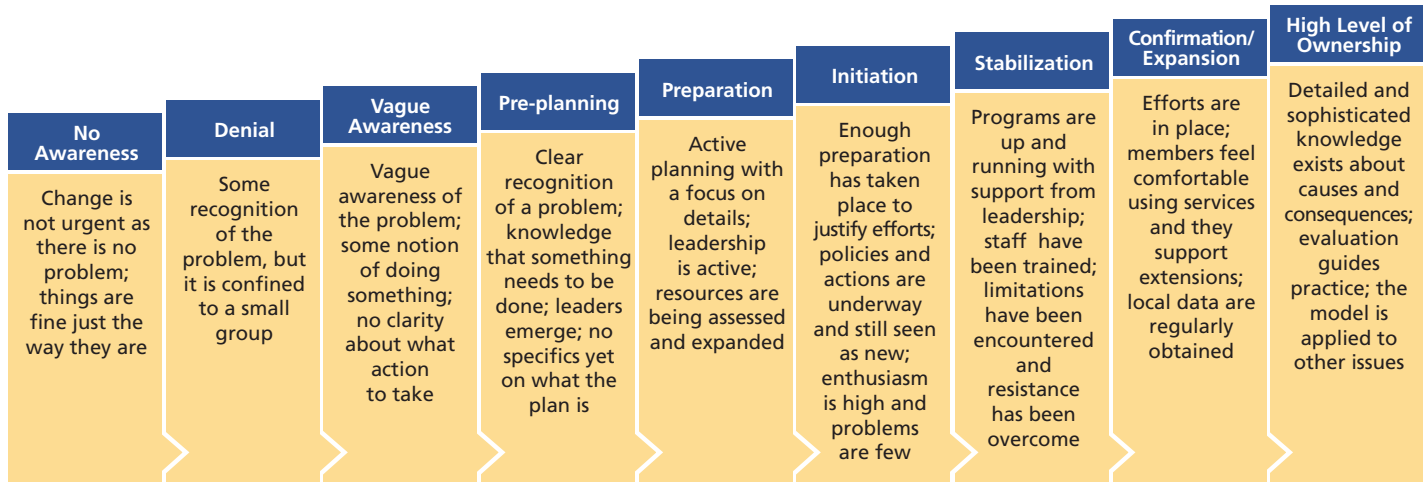 No
Awareness
Change is
not urgent as
there is no
problem;
things are
fine just the
way they are
Denial
Some
recognition
of the
problem, but
it is confined
to a small
group
Vague
Awareness
Vague
awareness of
the problem;
some notion
of doing
something;
no clarity
about what
action
to take
Pre-planning
Clear
recognition
of a problem;
knowledge
that something
needs to be
done; leaders
emerge; no
specifics yet
on what the
plan is
Preparation
Active
planning with
a focus on
details;
leadership
is active;
resources are
being assessed
and expanded
Initiation
Enough
preparation
has taken
place to
justify efforts;
policies and
actions are
underway
and still seen
as new;
enthusiasm
is high and
problems
are few
Stabilization
Programs are
up and
running with
support from
leadership;
staff have
been trained;
limitations
have been
encountered
and
resistance
has been
overcome
Confirmation/
Expansion
Efforts are
in place;
members feel
comfortable
using services
and they
support
extensions;
local data are
regularly
obtained
High Level of
Ownership
Detailed and
sophisticated
knowledge
exists about
causes and
consequences;
evaluation
guides
practice; the
model is
applied to
other issues